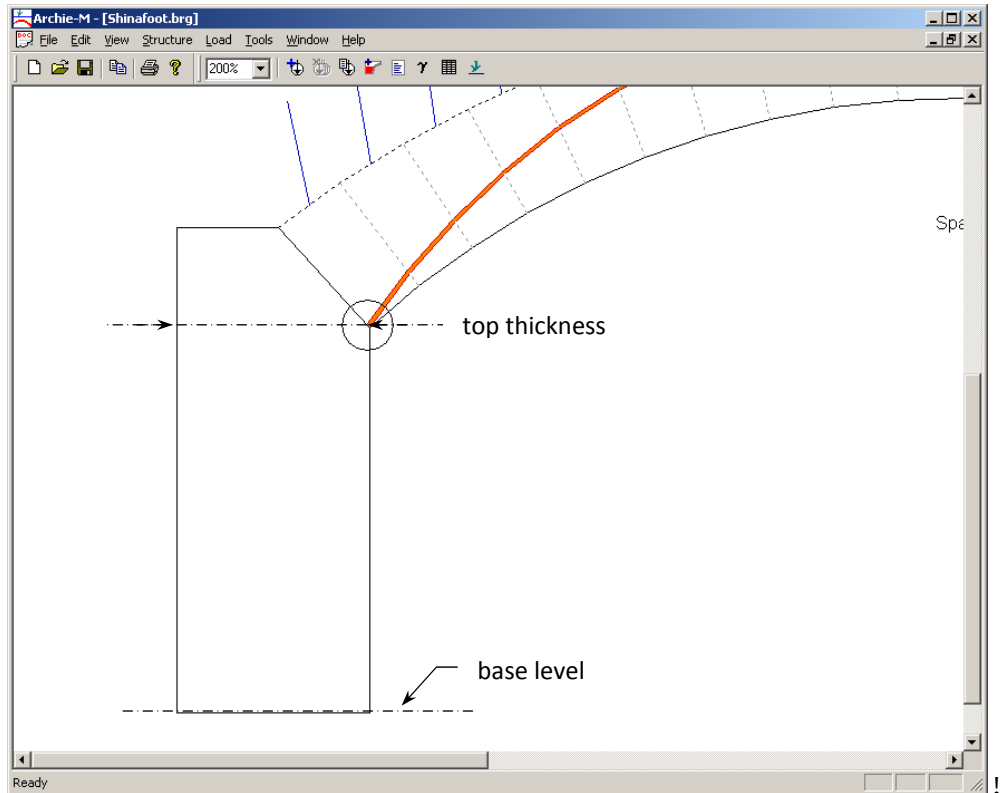 Archie-M - [Shinafoot.brg]
File Edit View Structure Load Tools Window Help
200%
γ
Spa
top thickness
base level
Ready
!